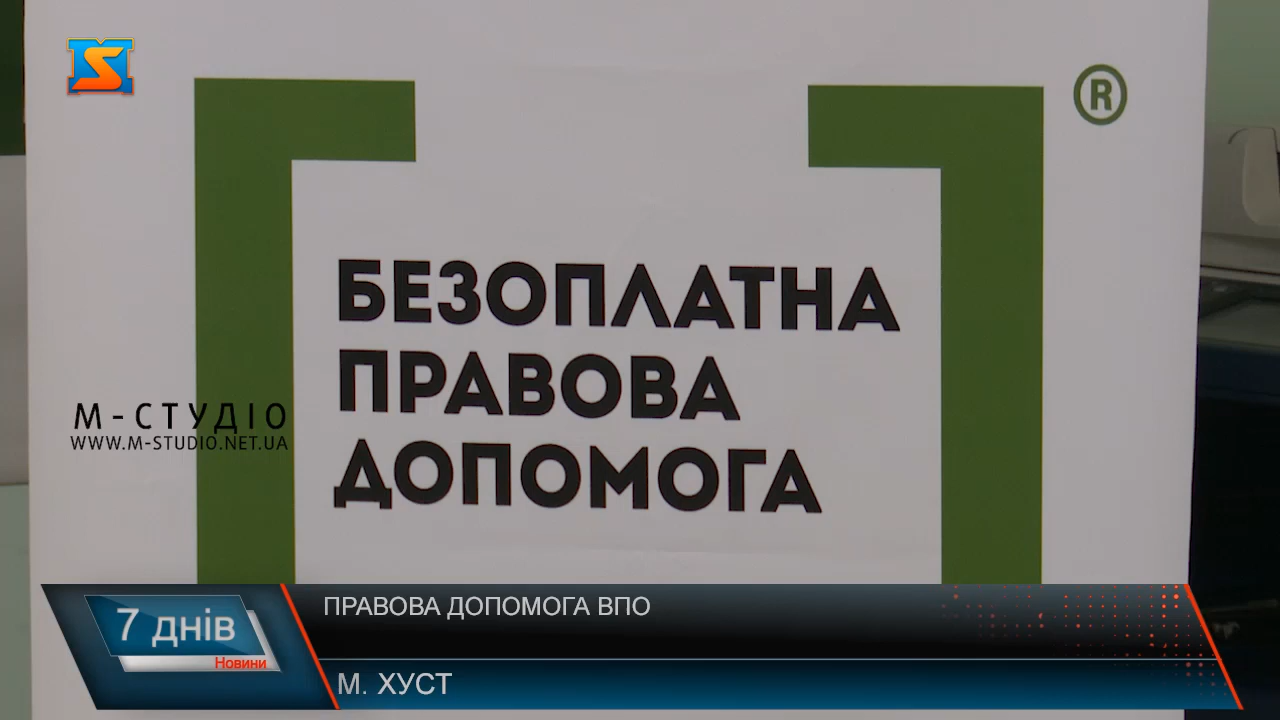 ®
БЕЗОПЛАТНА
ПРАВОВА
ДОПОМОГА
М-СТУДІО
WWW.M-STUDIO.NET.UA
7 днів
Новини
ПРАВОВА ДОПОМОГА ВПО
М. ХУСТ